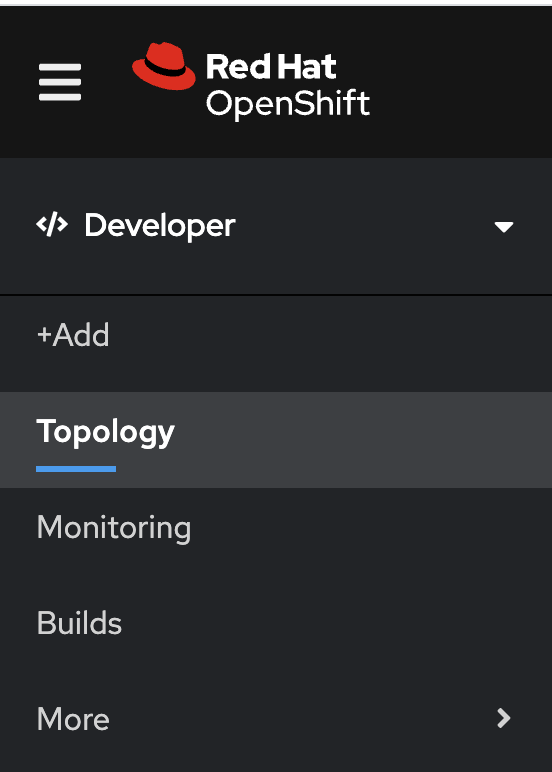 Red Hat
OpenShift
</> Developer
+Add
Topology
Monitoring
Builds
More